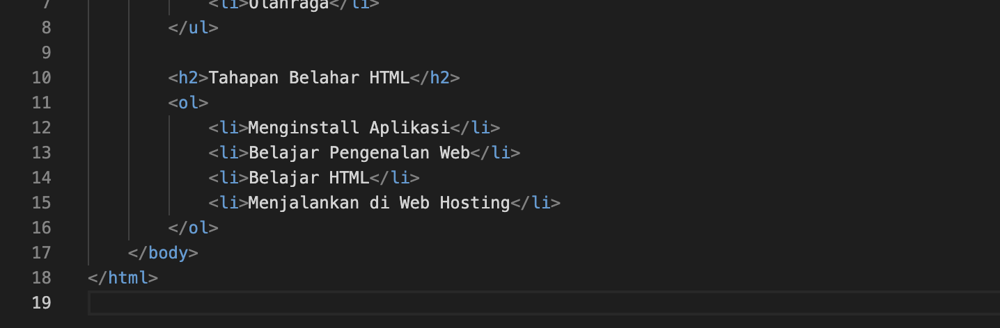 7 <li>Olahraga</li>
8 </ul>
9
10 <h2>Tahapan Belahar HTML</h2>
11 <ol>
12 <li>Menginstall Aplikasi</li>
13 <li>Belajar Pengenalan Web</li>
14 <li>Belajar HTML</li>
15 <li>Menjalankan di Web Hosting</li>
16 </ol>
17 </body>
18 </html>
19